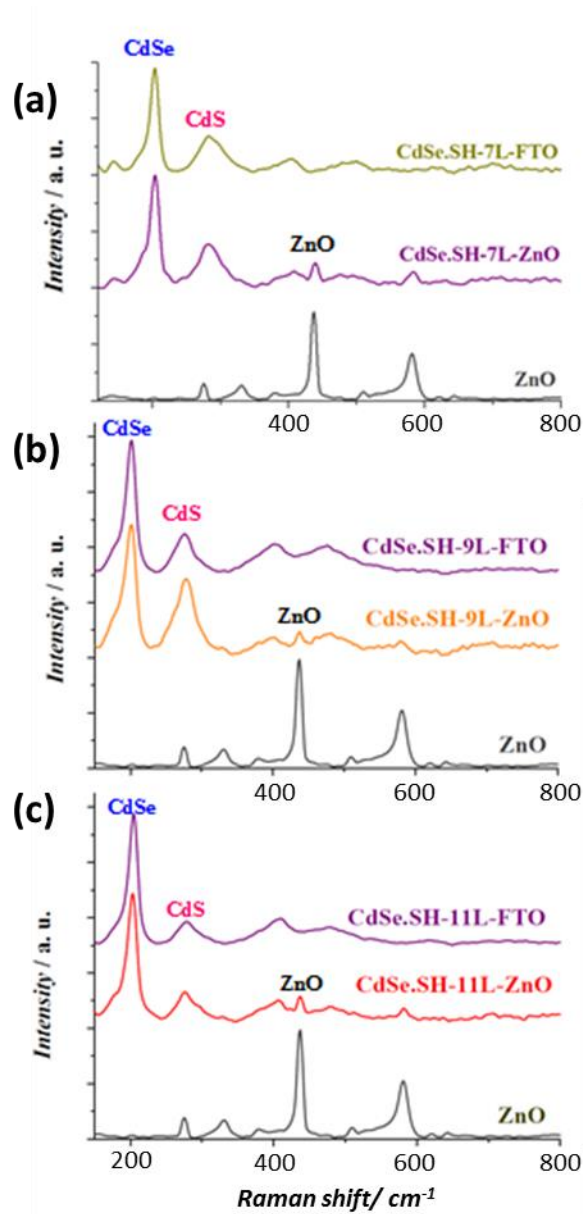 CdSe
(a)
CdS
CdSe.SH-7L-FTO
ZnO
CdSe.SH-7L-ZnO
Intensity / a. u.
ZnO
400
600
800
CdSe
(b)
CdS
CdSe.SH-9L-FTO
ZnO
CdSe.SH-9L-ZnO
Intensity / a. u.
ZnO
400
600
800
(c)
CdSe
CdS
CdSe.SH-11L-FTO
ZnO
CdSe.SH-11L-ZnO
Intensity / a. u.
ZnO
200
400
600
800
Raman shift/ cm⁻¹